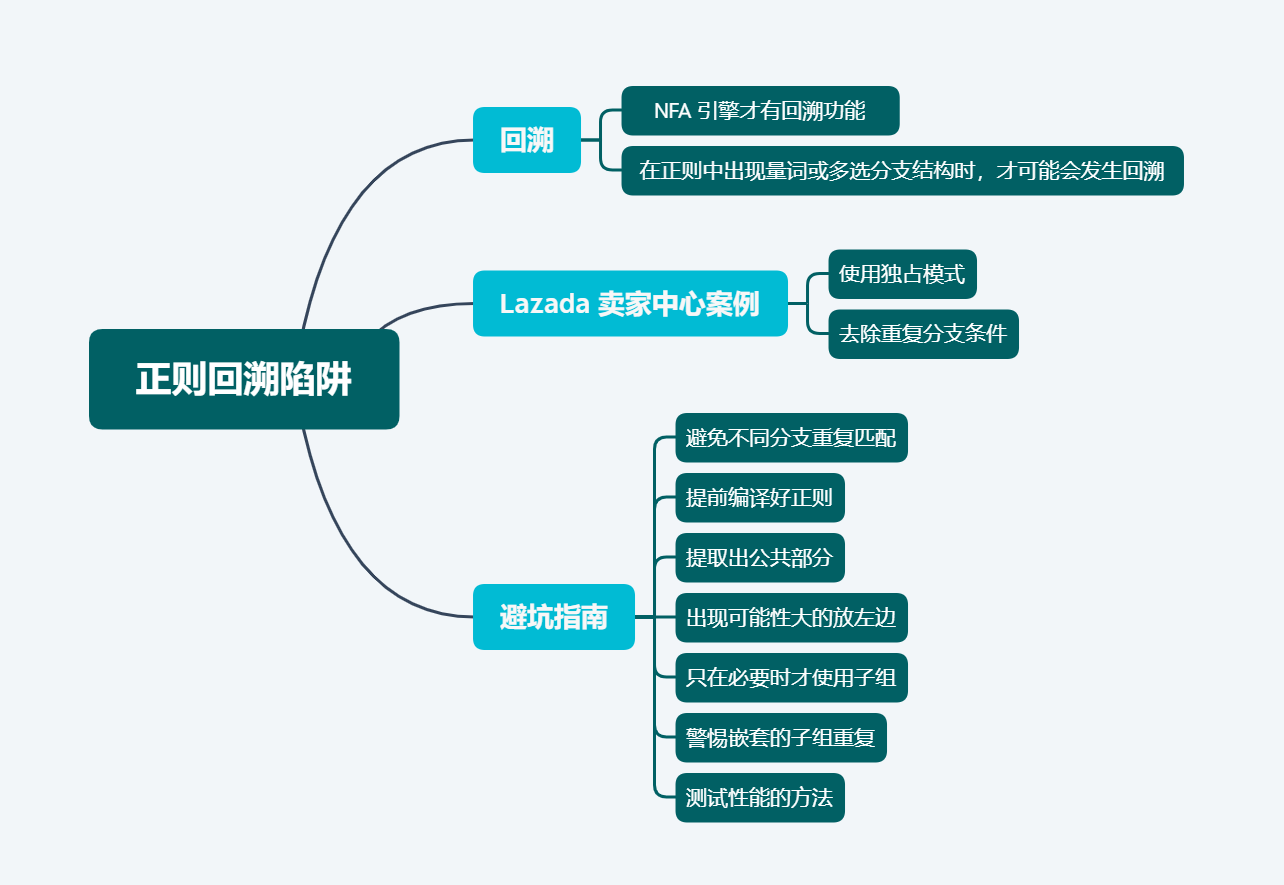 正则回溯陷阱
回溯
NFA 引擎才有回溯功能
在正则中出现量词或多选分支结构时，才可能会发生回溯
Lazada 卖家中心案例
使用独占模式
去除重复分支条件
避坑指南
避免不同分支重复匹配
提前编译好正则
提取出公共部分
出现可能性大的放左边
只在必要时才使用子组
警惕嵌套的子组重复
测试性能的方法